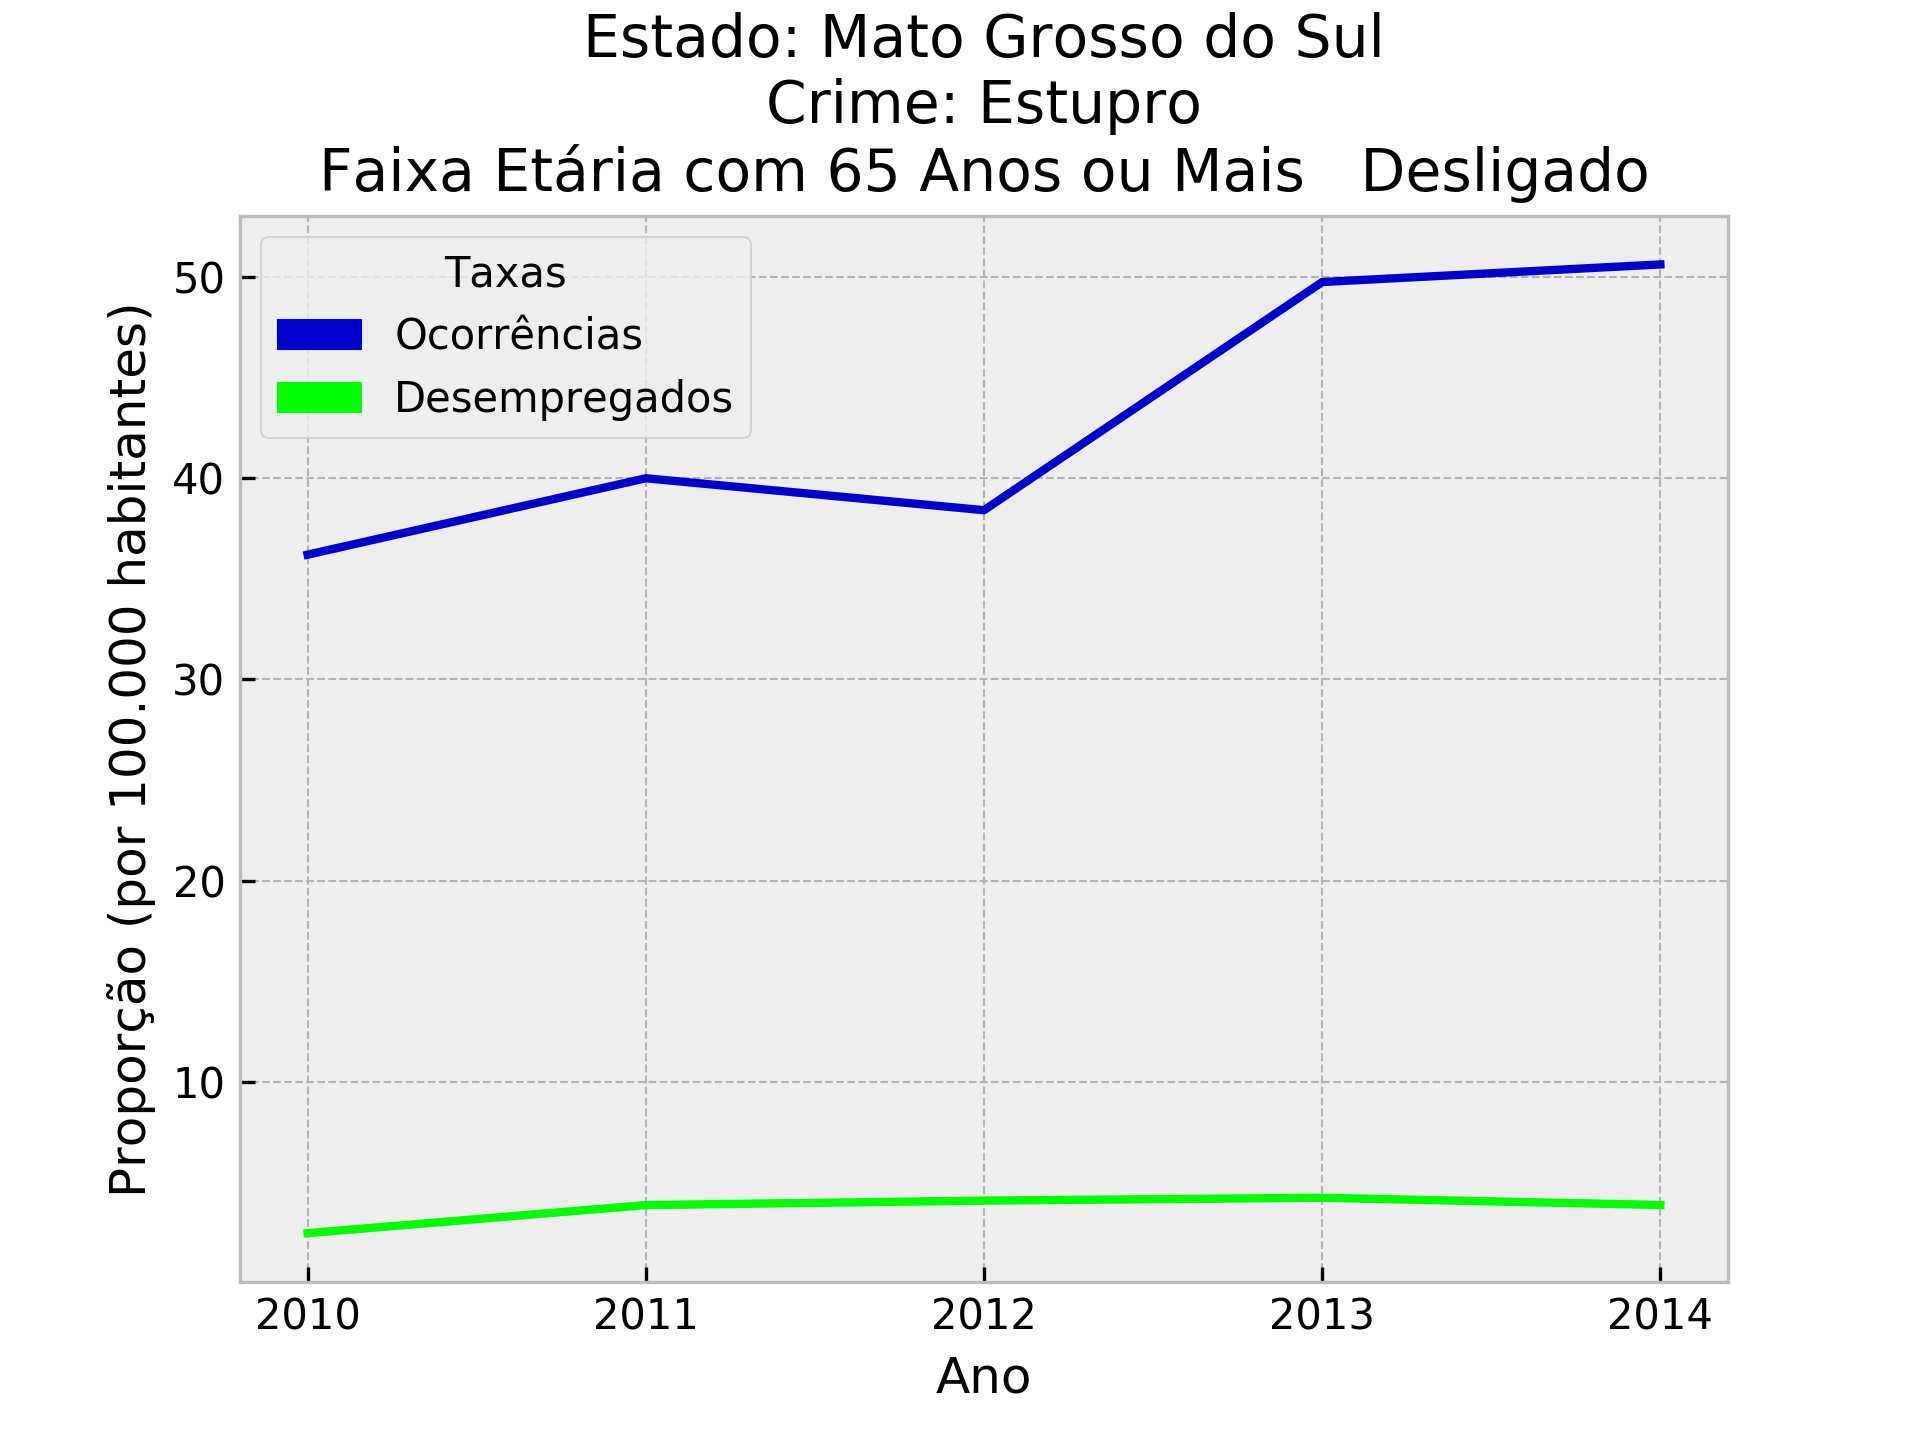 Estado: Mato Grosso do Sul
Crime: Estupro
Faixa Etária com 65 Anos ou Mais   Desligado
Taxas
Ocorrências
Desempregados
Proporção (por 100.000 habitantes)
50
40
30
20
10
2010 2011 2012 2013 2014
Ano